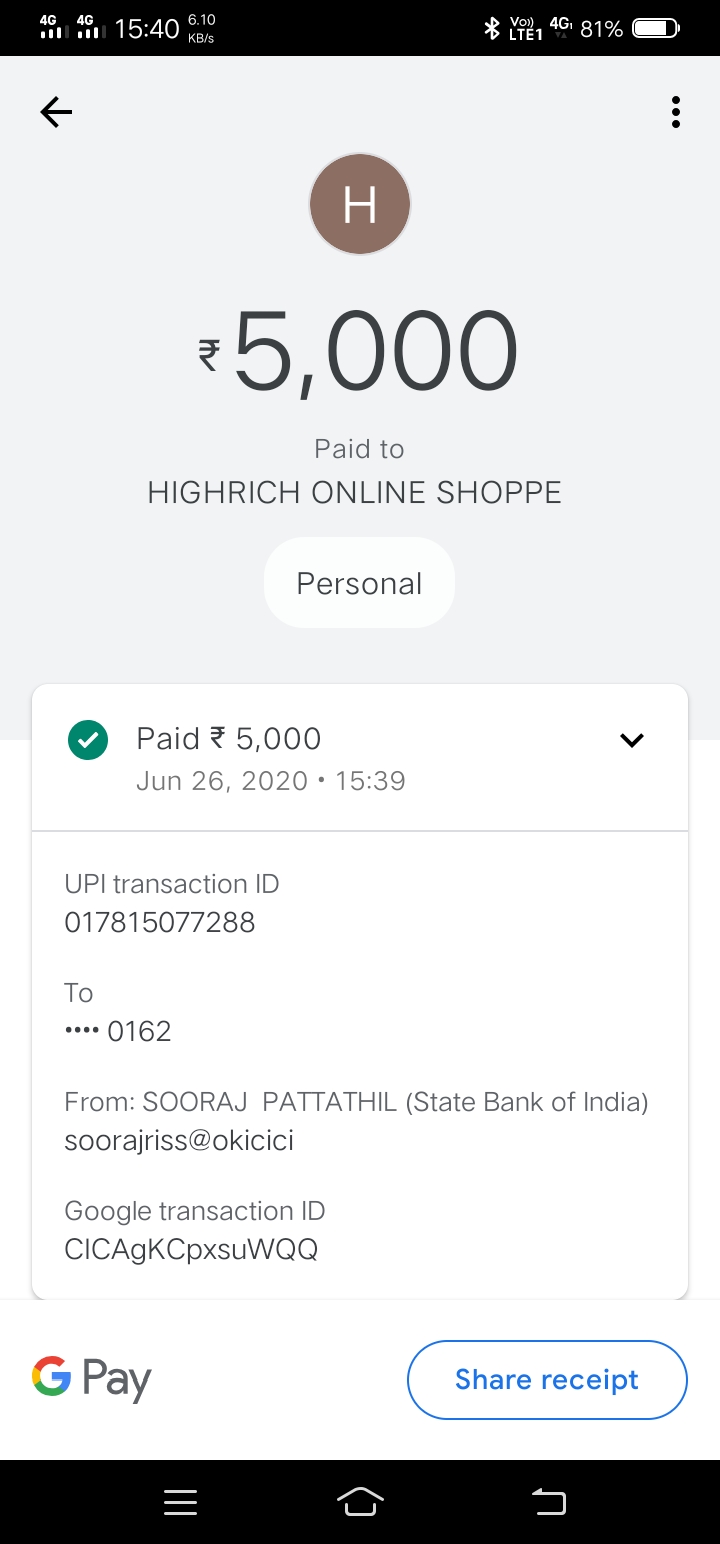 4G 4G 15:40 6.10 KB/s Vo)) LTE1 4G 81%
H
₹5,000
Paid to
HIGHRICH ONLINE SHOPPE
Personal
Paid ₹ 5,000
Jun 26, 2020 • 15:39
UPI transaction ID
017815077288
To
•••• 0162
From: SOORAJ PATTATHIL (State Bank of India)
soorajriss@okicici
Google transaction ID
CICAgKCpxsuWQQ
G Pay
Share receipt